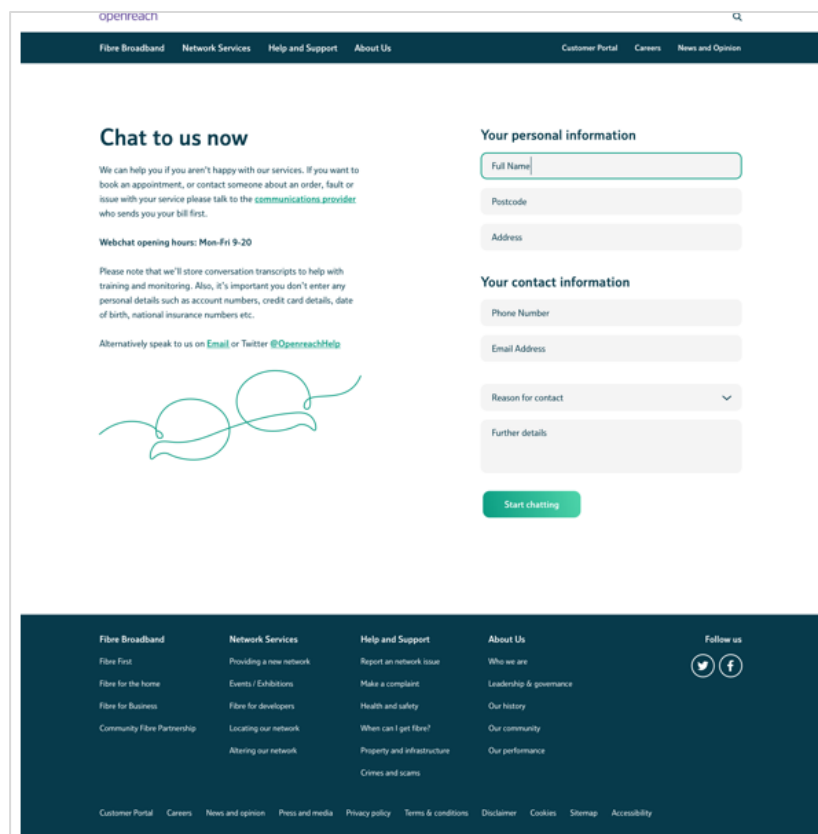 openreach
Fibre Broadband Network Services Help and Support About Us Customer Portal Careers News and Opinion
Chat to us now
We can help you if you aren't happy with our services. If you want
to book an appointment, or contact someone about an order, fault or
issue with your service please talk to the communications provider
who sends you your bill first.
Webchat opening hours: Mon-Fri 9-20
Please note that we'll store conversation transcripts to help with
training and monitoring. Also, it's important you don't enter any
personal details such as account numbers, credit card details, date
of birth, national insurance numbers etc.
Alternatively speak to us on Email or Twitter @OpenreachHelp
Your personal information
Full Name
Postcode
Address
Your contact information
Phone Number
Email Address
Reason for contact
Further details
Start chatting
Fibre Broadband
Fibre First
Fibre for the home
Fibre for Business
Community Fibre Partnership
Network Services
Providing a new network
Events / Exhibitions
Fibre for developers
Locating our network
Altering our network
Help and Support
Report an network issue
Make a complaint
Health and safety
When can I get fibre?
Property and infrastructure
Crimes and scams
About Us
Who we are
Leadership & governance
Our history
Our community
Our performance
Follow us
Customer Portal Careers News and opinion Press and media Privacy policy Terms & conditions Disclaimer Cookies Sitemap Accessibility